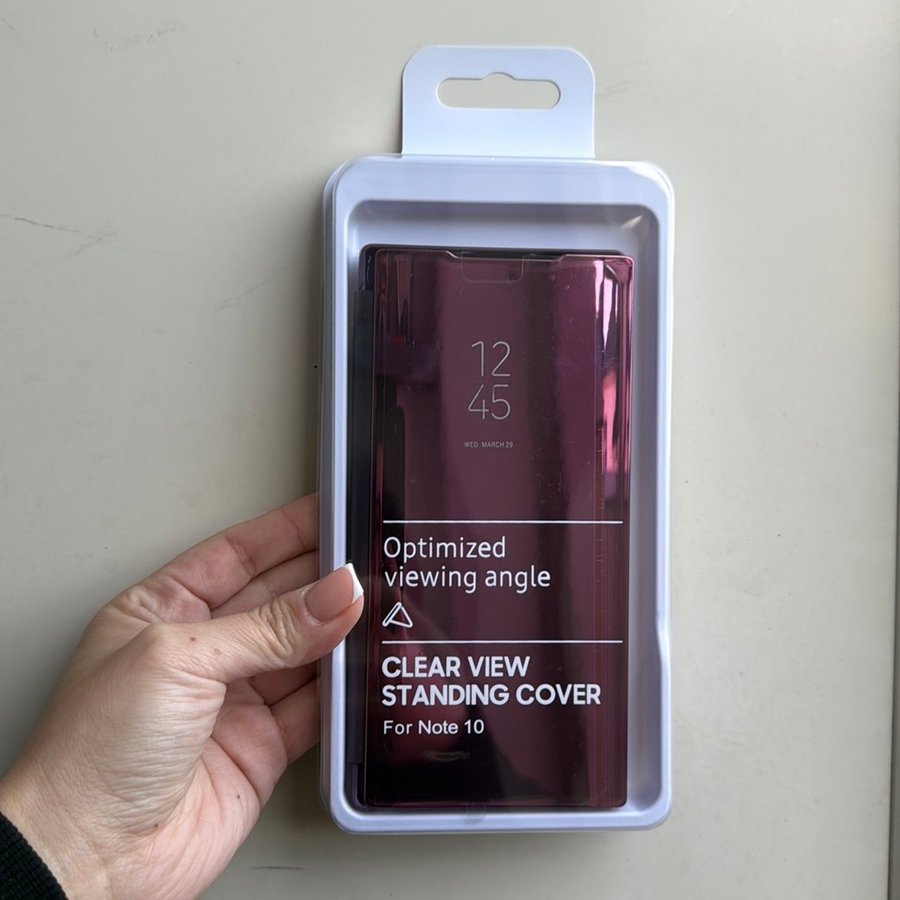 12
45
WED MARCH 29
Optimized
viewing angle
CLEAR VIEW
STANDING COVER
For Note 10